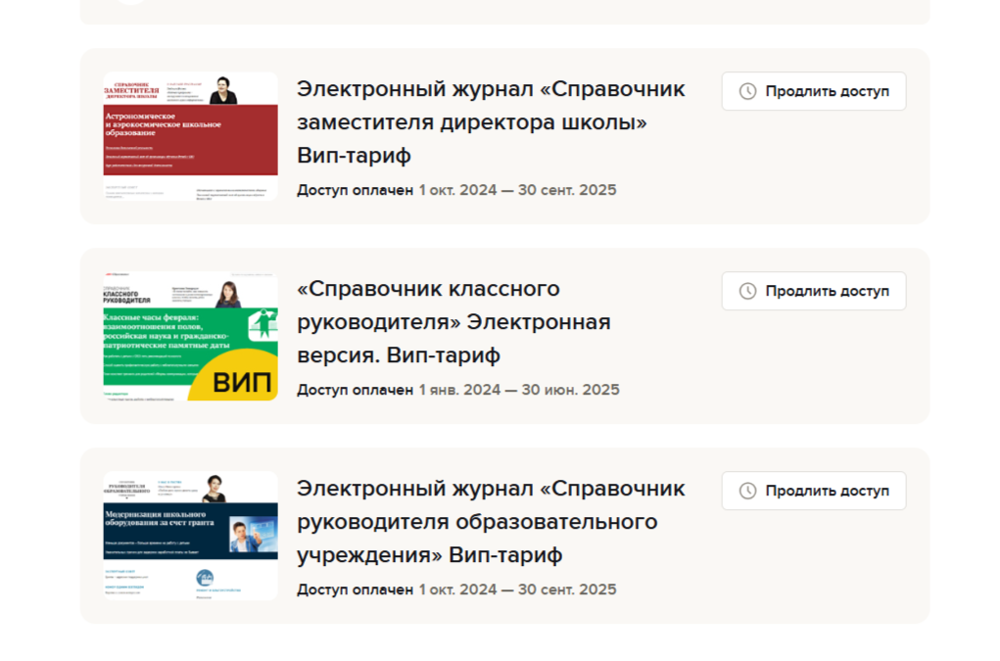 СПРАВОЧНИК
ЗАМЕСТИТЕЛЯ
ДИРЕКТОРА ШКОЛЫ
Астрономическое
и аэрокосмическое школьное
образование
Электронный журнал «Справочник
заместителя директора школы»
Вип-тариф
Доступ оплачен 1 окт. 2024 — 30 сент. 2025
Продлить доступ
СПРАВОЧНИК
КЛАССНОГО
РУКОВОДИТЕЛЯ
Классные часы февраля:
взаимоотношения полов,
российская наука и гражданско-
патриотические памятные даты
ВИП
«Справочник классного
руководителя» Электронная
версия. Вип-тариф
Доступ оплачен 1 янв. 2024 — 30 июн. 2025
Продлить доступ
РУКОВОДИТЕЛЯ
ОБРАЗОВАТЕЛЬНОГО
Модернизация школьного
оборудования за счет гранта
Электронный журнал «Справочник
руководителя образовательного
учреждения» Вип-тариф
Доступ оплачен 1 окт. 2024 — 30 сент. 2025
Продлить доступ